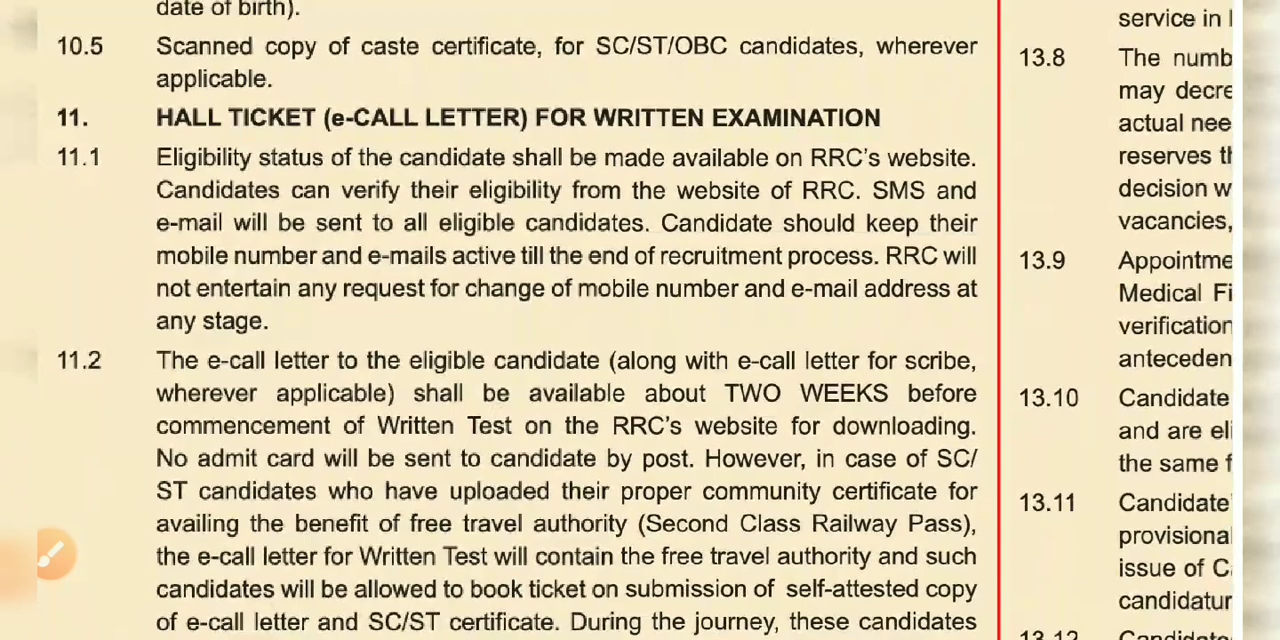 date of birth).
10.5 Scanned copy of caste certificate, for SC/ST/OBC candidates, wherever
applicable.
11. HALL TICKET (e-CALL LETTER) FOR WRITTEN EXAMINATION
11.1 Eligibility status of the candidate shall be made available on RRC's website.
Candidates can verify their eligibility from the website of RRC. SMS and
e-mail will be sent to all eligible candidates. Candidate should keep their
mobile number and e-mails active till the end of recruitment process. RRC will
not entertain any request for change of mobile number and e-mail address at
any stage.
11.2 The e-call letter to the eligible candidate (along with e-call letter for scribe,
wherever applicable) shall be available about TWO WEEKS before
commencement of Written Test on the RRC's website for downloading.
No admit card will be sent to candidate by post. However, in case of SC/
ST candidates who have uploaded their proper community certificate for
availing the benefit of free travel authority (Second Class Railway Pass),
the e-call letter for Written Test will contain the free travel authority and such
candidates will be allowed to book ticket on submission of self-attested copy
of e-call letter and SC/ST certificate. During the journey, these candidates
service in
13.8 The numb
may decre
actual nee
reserves
decision w
vacancies,
13.9 Appointme
Medical Fi
verification
anteceden
13.10 Candidate
and are eli
the same f
13.11 Candidate
provisional
issue of
candidatur
13.12 Candidate